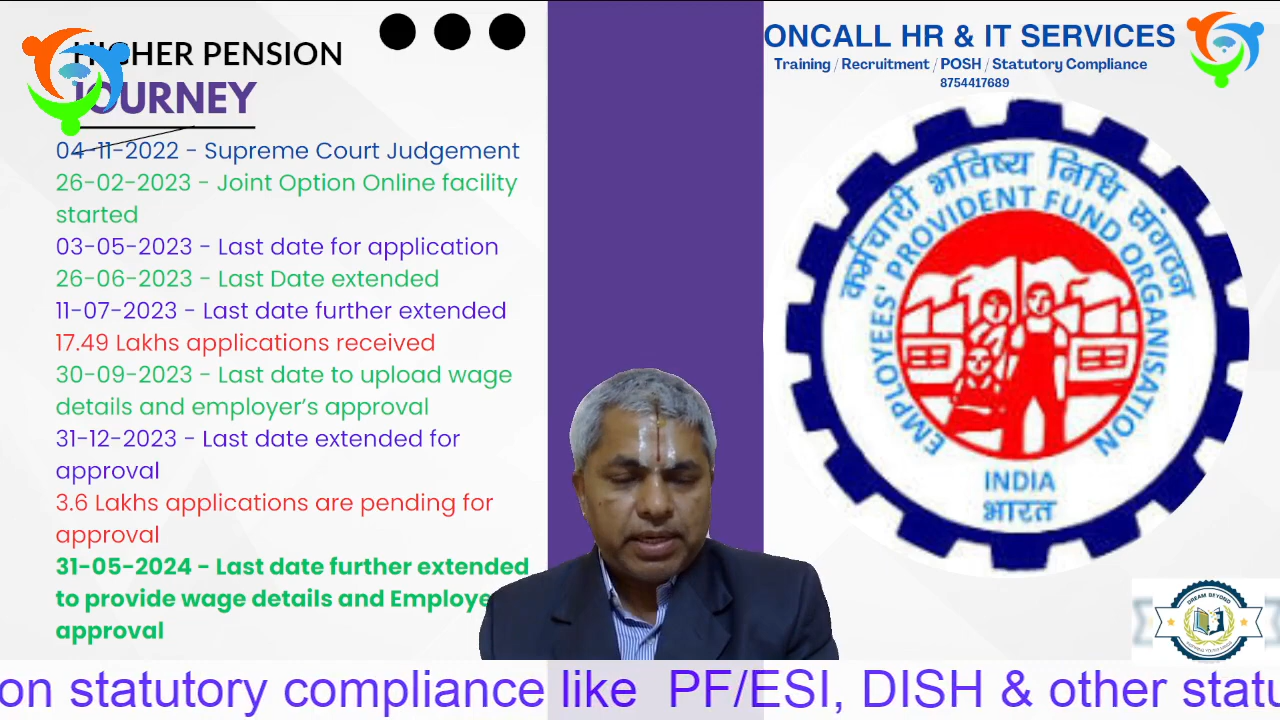 HIGHER PENSION
JOURNEY
04-11-2022 - Supreme Court Judgement
26-02-2023 - Joint Option Online facility
started
03-05-2023 - Last date for application
26-06-2023 - Last Date extended
11-07-2023 - Last date further extended
17.49 Lakhs applications received
30-09-2023 - Last date to upload wage
details and employer's approval
31-12-2023 - Last date extended for
approval
3.6 Lakhs applications are pending for
approval
31-05-2024 - Last date further extended
to provide wage details and Employe
approval
ONCALL HR & IT SERVICES
Training / Recruitment / POSH / Statutory Compliance
8754417689
कर्मचारी भविष्य निधि संगठन
EMPLOYEES' PROVIDENT FUND ORGANISATION
INDIA
भारत
DREAM BEYOND
on statutory compliance like PF/ESI, DISH & other statu